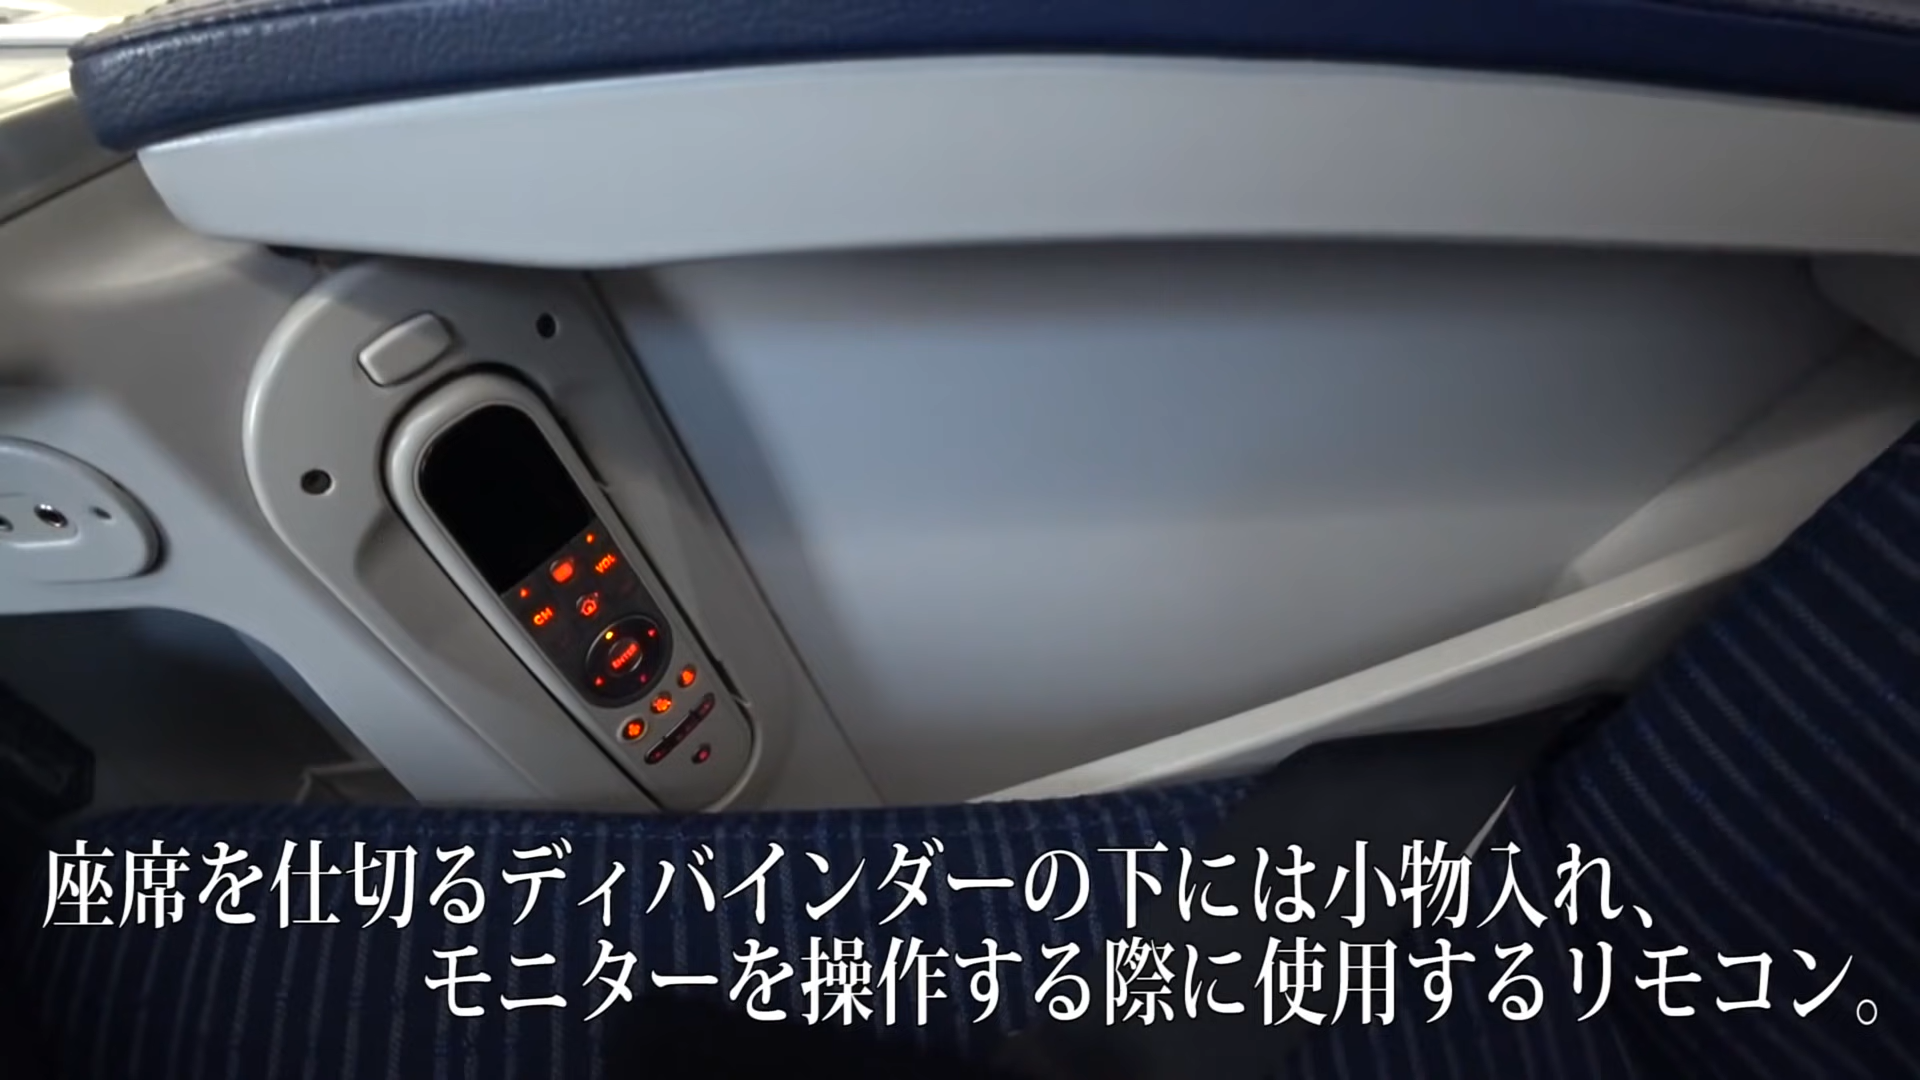 VOL
CH
ENTER
座席を仕切るディバインダーの下には小物入れ、
モニターを操作する際に使用するリモコン。